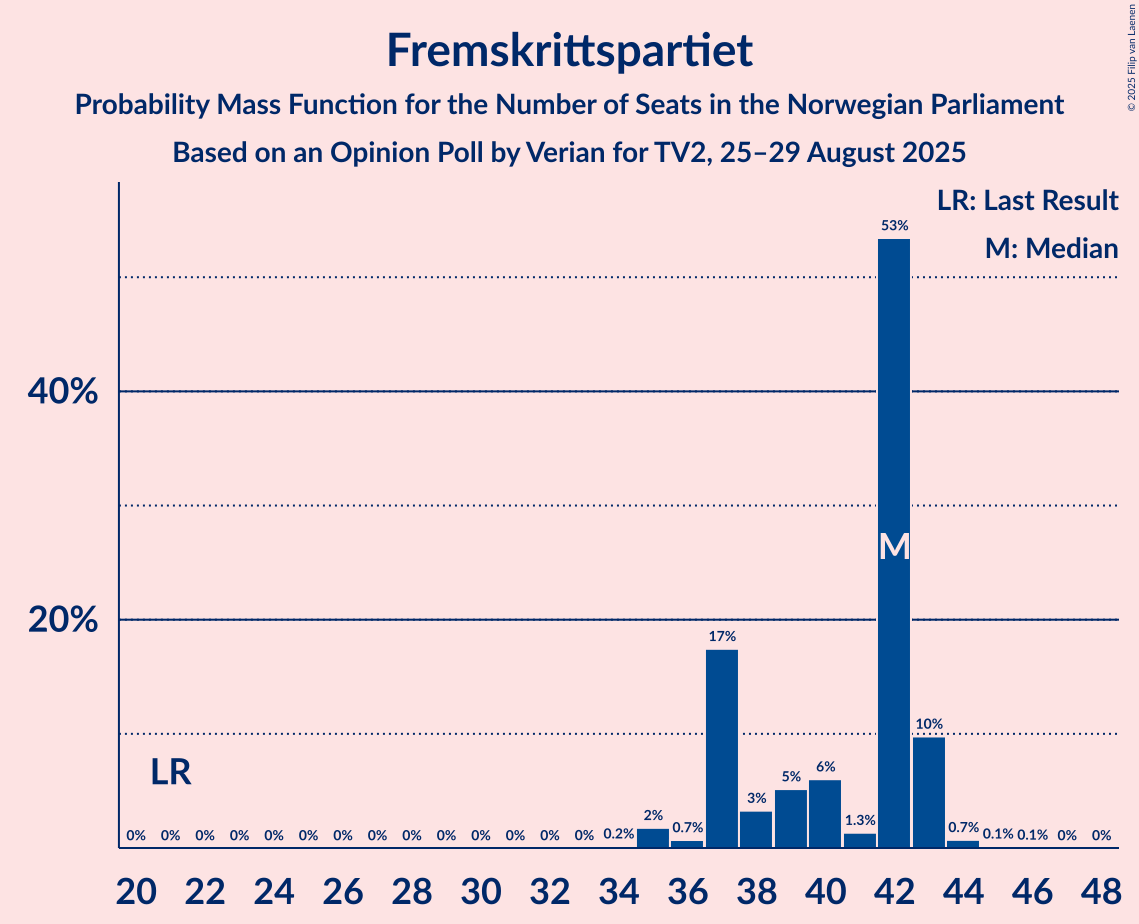 Fremskrittspartiet
Probability Mass Function for the Number of Seats in the Norwegian Parliament
Based on an Opinion Poll by Verian for TV2, 25–29 August 2025
© 2025 Filip van Laenen
LR: Last Result
M: Median
53%
40%
M
20%
17%
10%
LR
6%
5%
3%
2%
1.3%
0% 0% 0% 0% 0% 0% 0% 0% 0% 0% 0% 0% 0% 0% 0.2% 0.7% 0.7% 0.1% 0.1% 0% 0%
20 22 24 26 28 30 32 34 36 38 40 42 44 46 48